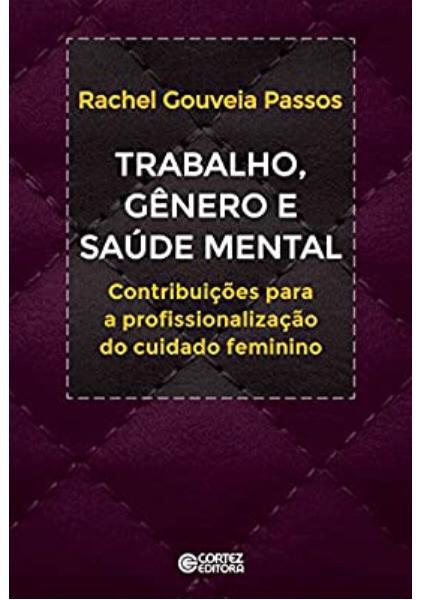 Rachel Gouveia Passos
TRABALHO,
GÊNERO E
SAÚDE MENTAL
Contribuições para
a profissionalização
do cuidado feminino
CORTEZ
EDITORA